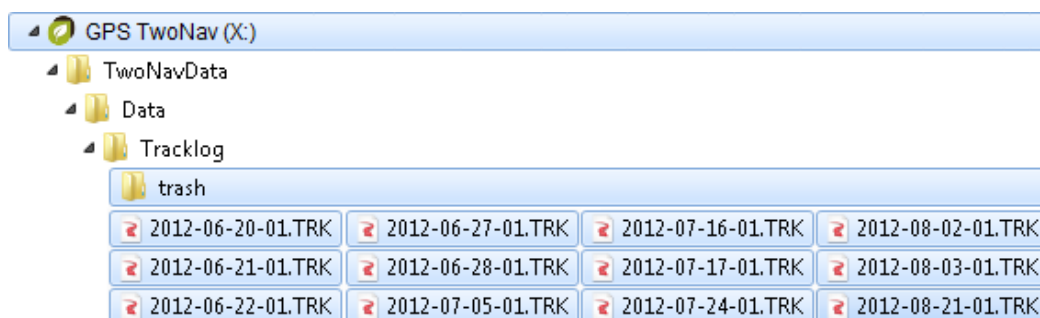 GPS TwoNav (X:)
TwoNavData
Data
Tracklog
trash
2012-06-20-01.TRK 2012-06-27-01.TRK 2012-07-16-01.TRK 2012-08-02-01.TRK
2012-06-21-01.TRK 2012-06-28-01.TRK 2012-07-17-01.TRK 2012-08-03-01.TRK
2012-06-22-01.TRK 2012-07-05-01.TRK 2012-07-24-01.TRK 2012-08-21-01.TRK